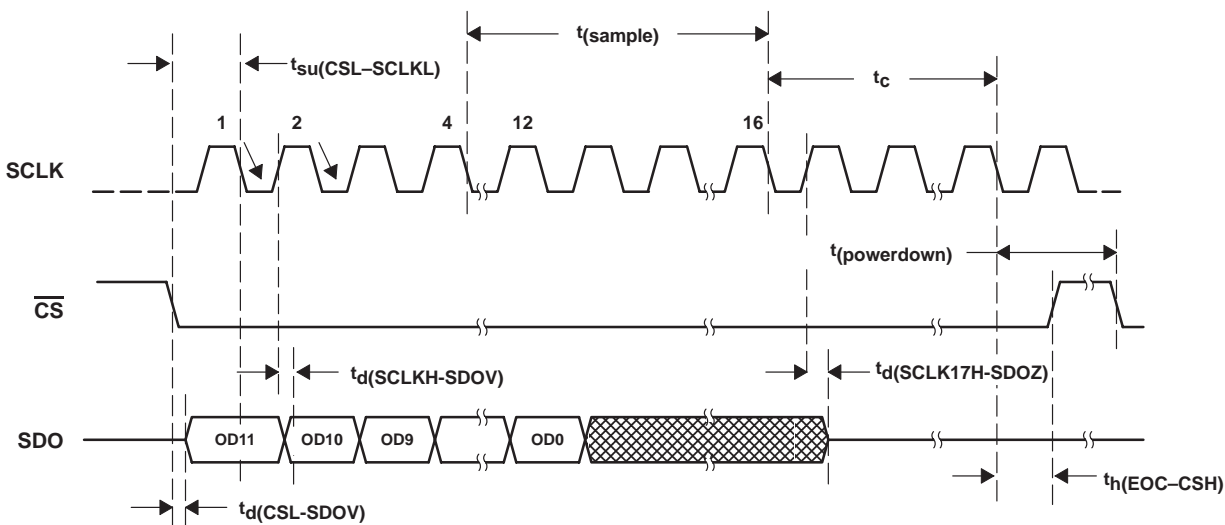 t(sample)
tsu(CSL–SCLKL)
tc
1 2 4 12 16
SCLK
t(powerdown)
CS
td(SCLKH-SDOV)
td(SCLK17H-SDOZ)
SDO
OD11 OD10 OD9 OD0
th(EOC–CSH)
td(CSL-SDOV)